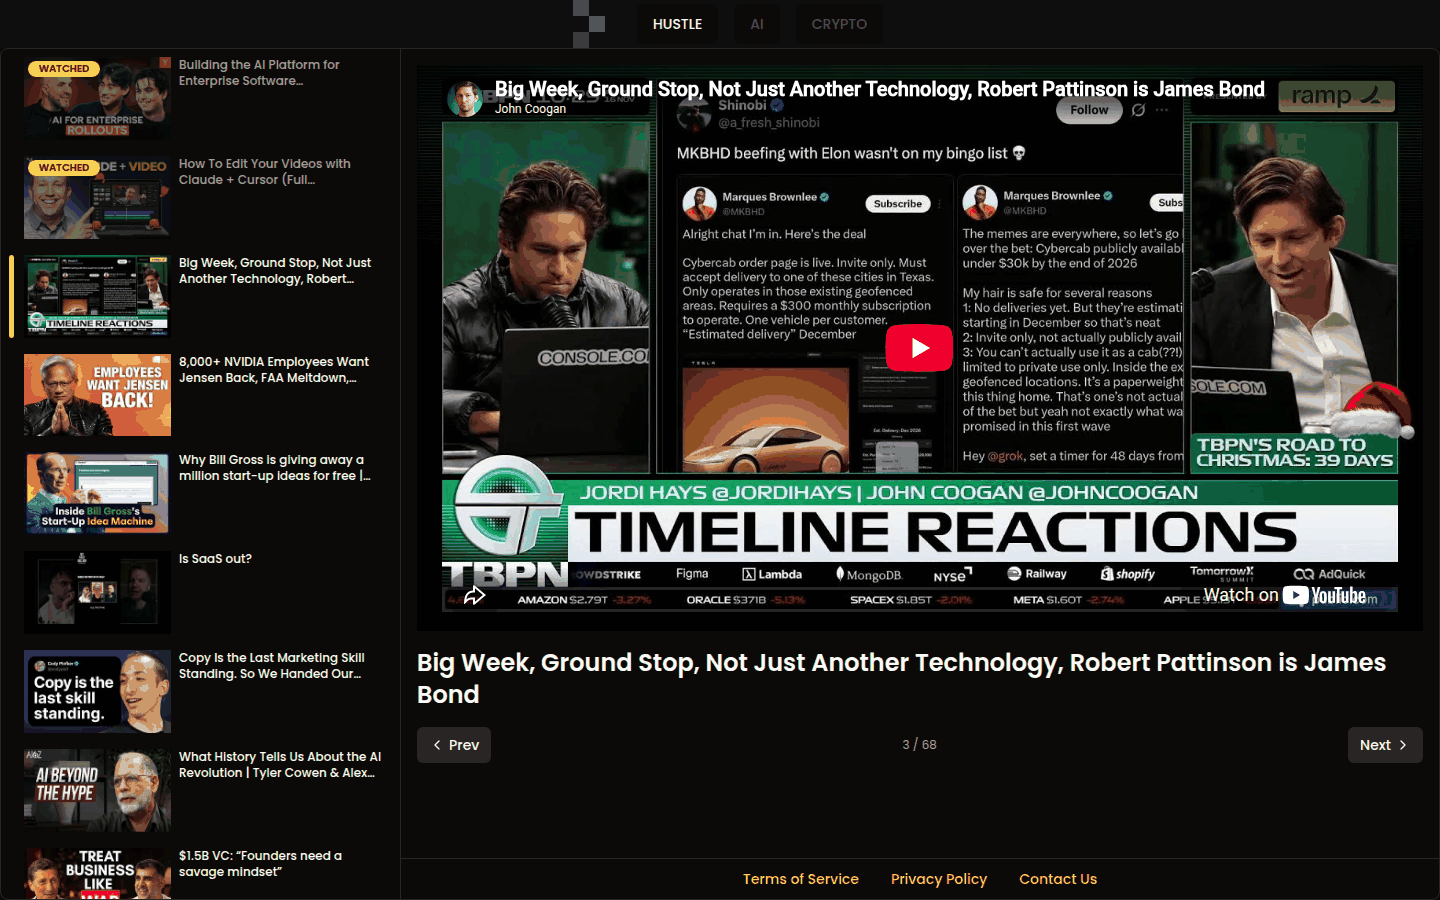 HUSTLE
AI
CRYPTO
WATCHED
AI FOR ENTERPRISE
ROLLOUTS
Building the AI Platform for
Enterprise Software...
WATCHED
DE + VIDEO
How To Edit Your Videos with
Claude + Cursor (Full...
TIMELINE REACTIONS
TBPN
Big Week, Ground Stop, Not Just
Another Technology, Robert...
EMPLOYEES
WANT JENSEN
BACK!
8,000+ NVIDIA Employees Want
Jensen Back, FAA Meltdown,...
Inside Bill Gross's
Start-Up Idea Machine
Why Bill Gross is giving away a
million start-up ideas for free |...
Is SaaS out?
Copy is the
last skill
standing.
Copy Is the Last Marketing Skill
Standing. So We Handed Our...
AI BEYOND
THE HYPE
What History Tells Us About the AI
Revolution | Tyler Cowen & Alex...
TREAT
BUSINESS
LIKE
WAR
$1.5B VC: “Founders need a
savage mindset”
Big Week, Ground Stop, Not Just Another Technology, Robert Pattinson is James Bond
John Coogan
16 NOV
ramp
Shinobi
@a_fresh_shinobi
Follow
MKBHD beefing with Elon wasn't on my bingo list
Marques Brownlee
@MKBHD
Subscribe
Alright chat I'm in. Here's the deal
Cybercab order page is live. Invite only. Must
accept delivery to one of these cities in Texas.
Only operates in those existing geofenced
areas. Requires a $300 monthly subscription
to operate. One vehicle per customer.
“Estimated delivery” December
TESLA
Marques Brownlee
@MKBHD
Subs
The memes are everywhere, so let's go
over the bet: Cybercab publicly availabl
under $30k by the end of 2026
My hair is safe for several reasons
1: No deliveries yet. But they're estimati
starting in December so that's neat
2: Invite only, not actually publicly avail
3: You can't actually use it as a cab(??!)
limited to private use only. Inside the ex
geofenced locations. It's a paperweight
this thing home. That's one's not actual
of the bet but yeah not exactly what wa
promised in this first wave
Hey @grok, set a timer for 48 days from
CONSOLE.CO
SOLE.COM
TBPN'S ROAD TO
CHRISTMAS: 39 DAYS
JORDI HAYS @JORDIHAYS | JOHN COOGAN @JOHNCOOGAN
TIMELINE REACTIONS
TBPN
OWDSTRIKE
Figma
Lambda
MongoDB
NYSE
Railway
shopify
Tomorrow
SUMMIT
AdQuick
AMAZON $2.79T -3.27%
ORACLE $371B -5.13%
SPACEX $1.85T -2.01%
META $1.60T -2.74%
APPLE
Watch on YouTube
Big Week, Ground Stop, Not Just Another Technology, Robert Pattinson is James
Bond
Prev
3 / 68
Next
Terms of Service
Privacy Policy
Contact Us